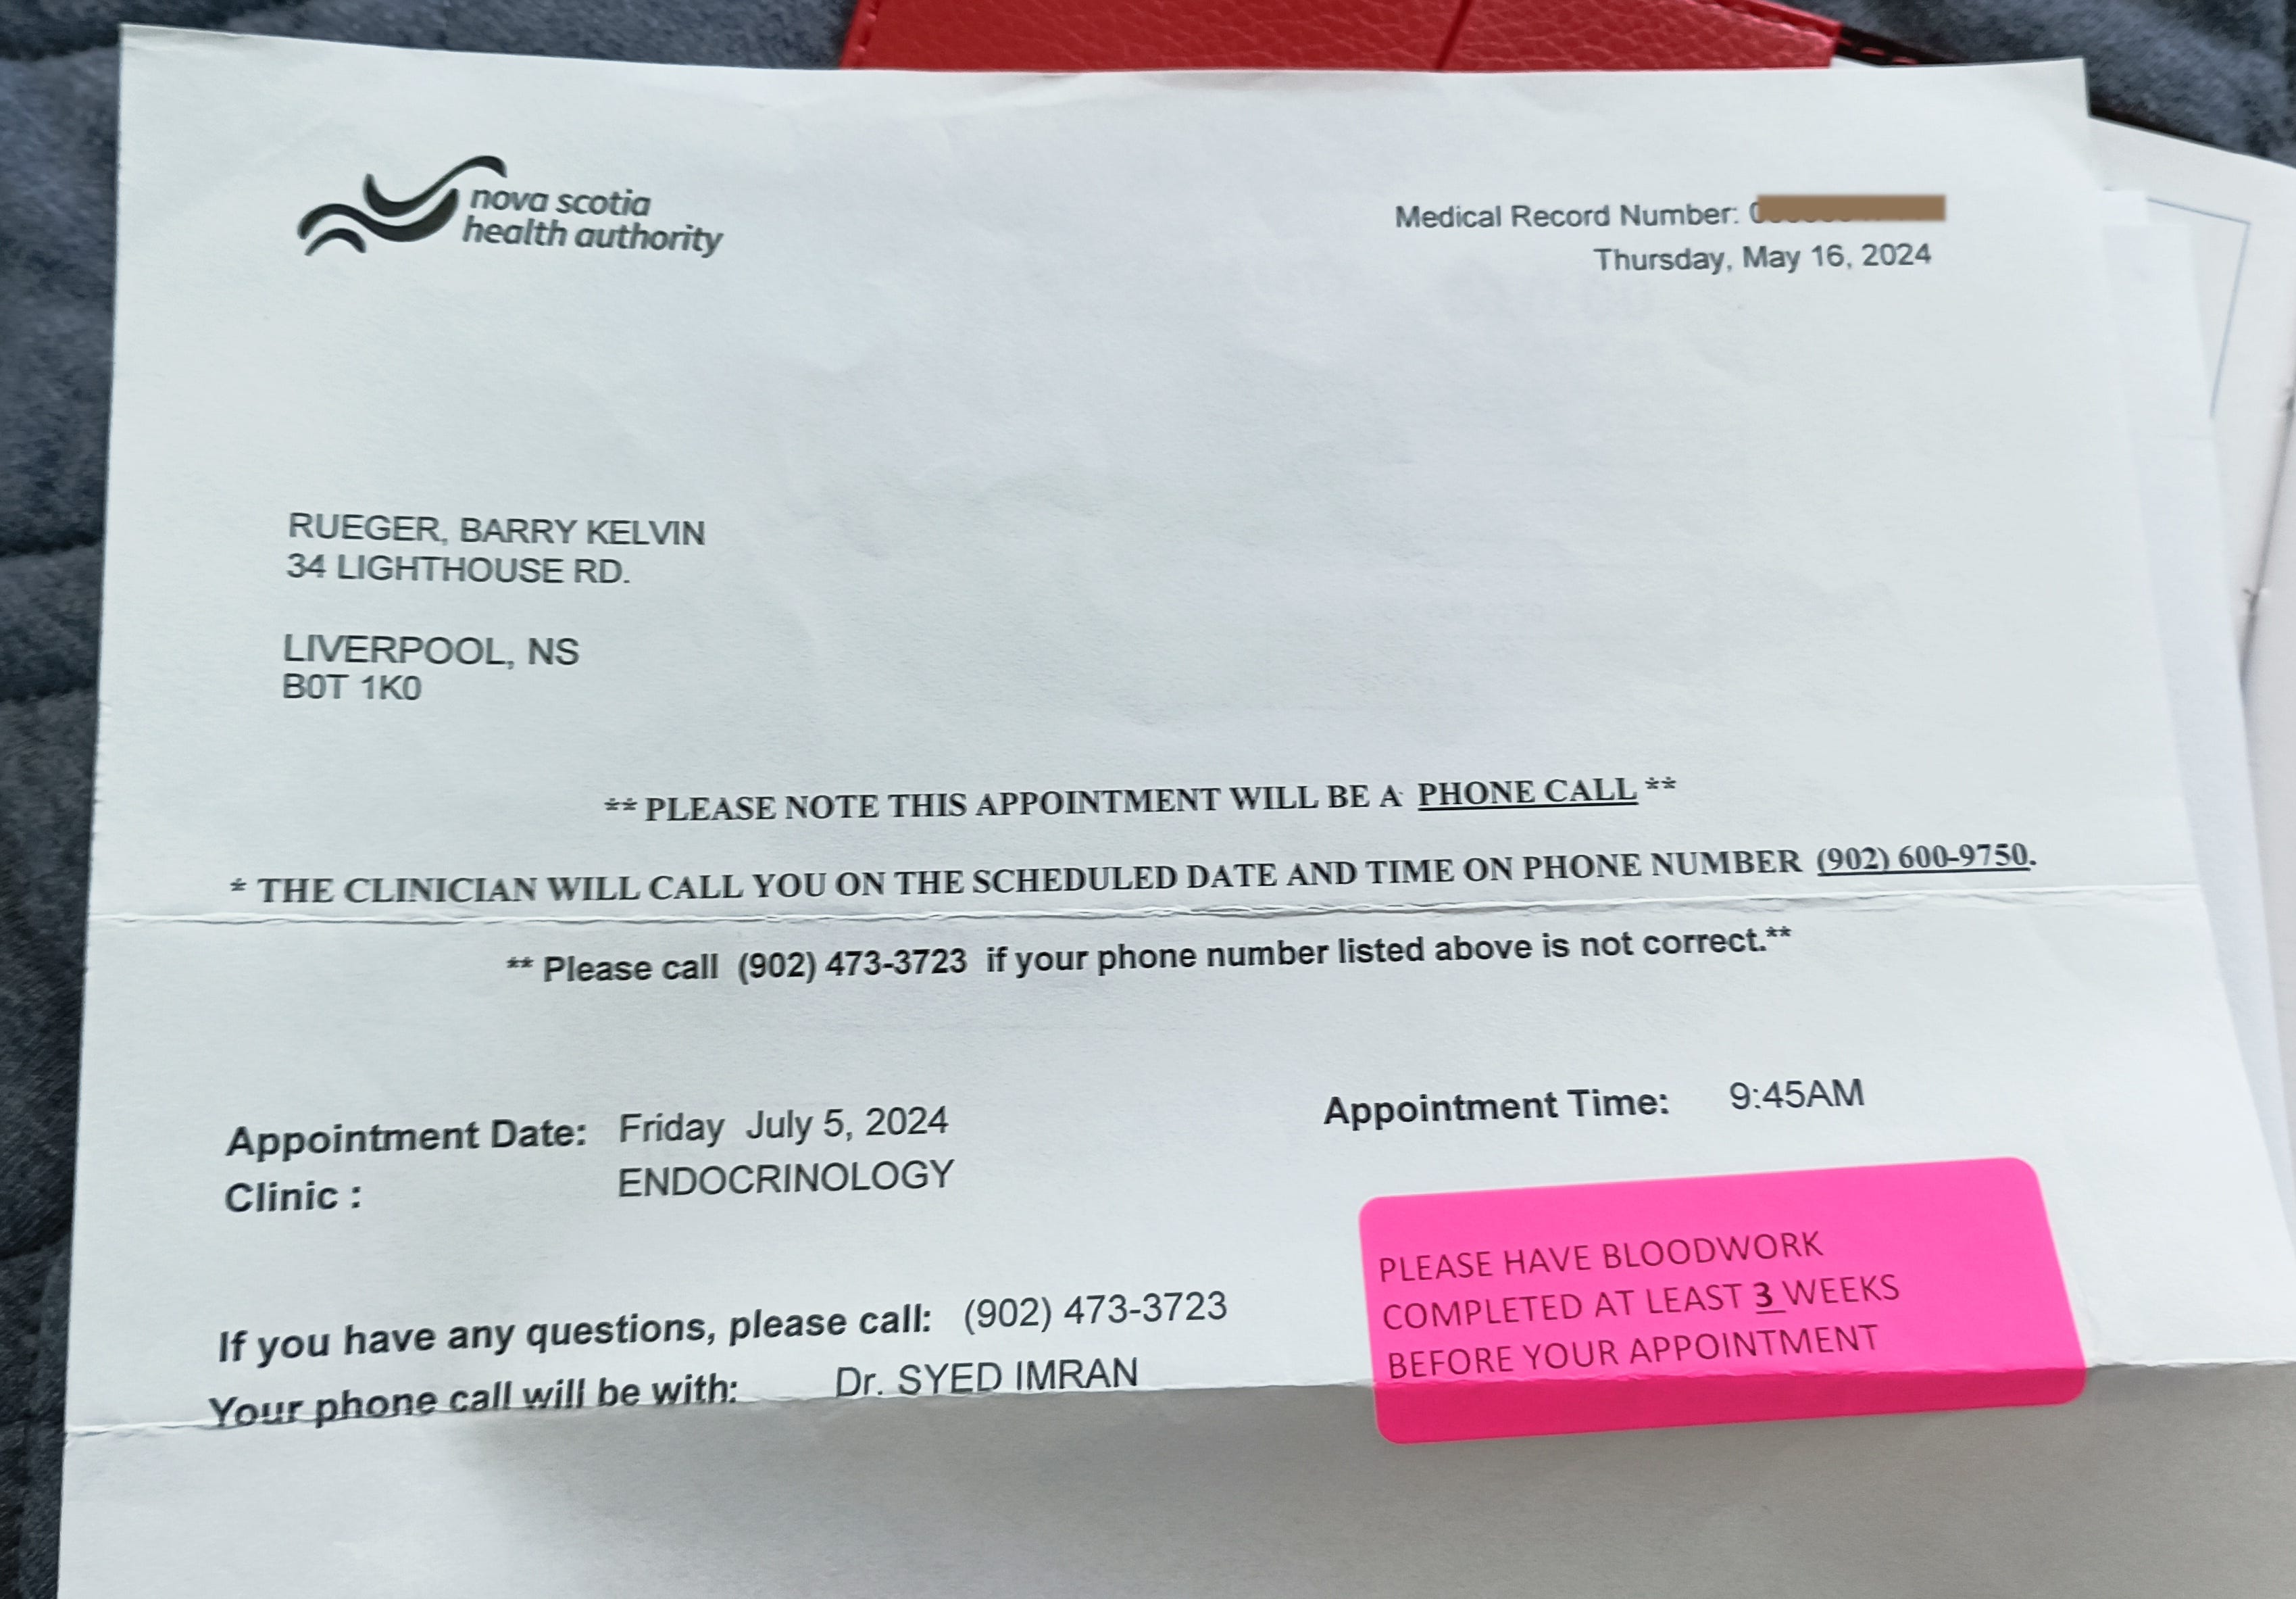 nova scotia
health authority
Medical Record Number:
Thursday, May 16, 2024
RUEGER, BARRY KELVIN
34 LIGHTHOUSE RD.
LIVERPOOL, NS
B0T 1K0
** PLEASE NOTE THIS APPOINTMENT WILL BE A PHONE CALL **
* THE CLINICIAN WILL CALL YOU ON THE SCHEDULED DATE AND TIME ON PHONE NUMBER (902) 600-9750.
** Please call (902) 473-3723 if your phone number listed above is not correct.**
Appointment Date: Friday July 5, 2024
Appointment Time: 9:45AM
Clinic : ENDOCRINOLOGY
PLEASE HAVE BLOODWORK
COMPLETED AT LEAST 3 WEEKS
BEFORE YOUR APPOINTMENT
If you have any questions, please call: (902) 473-3723
Your phone call will be with: Dr. SYED IMRAN